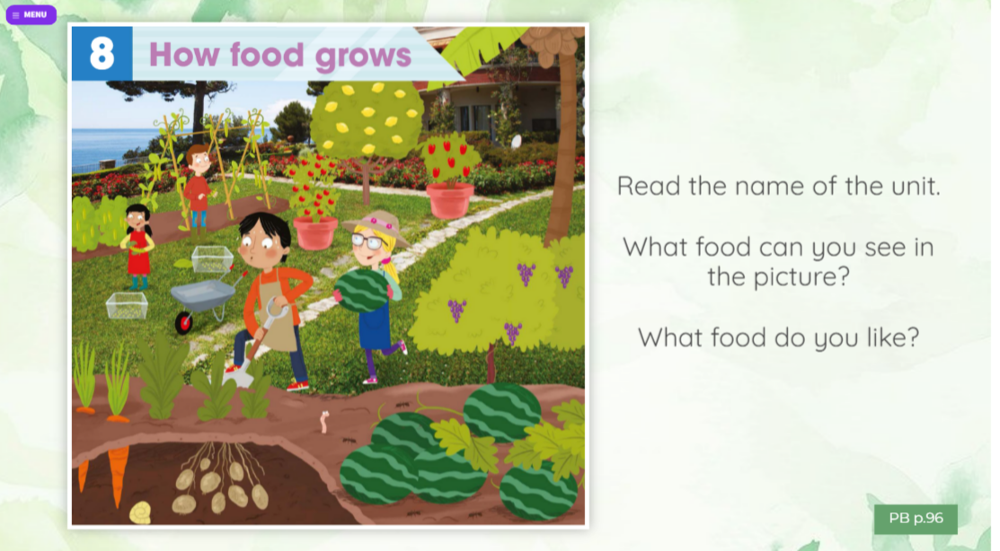 MENU
8 How food grows
Read the name of the unit.
What food can you see in
the picture?
What food do you like?
PB p.96